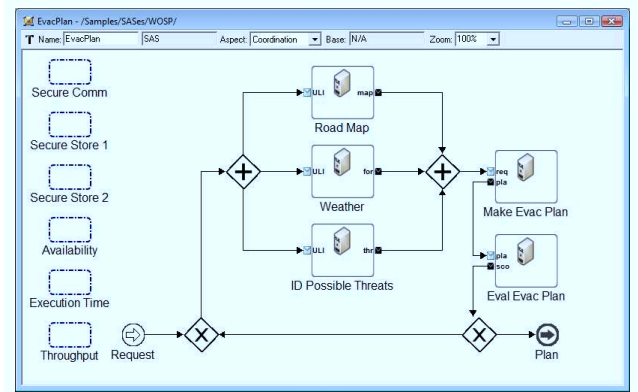 EvacPlan - /Samples/SASes/WOSP/
T Name: EvacPlan SAS Aspect: Coordination Base: N/A Zoom: 100%
Secure Comm
Secure Store 1
Secure Store 2
Availability
Execution Time
Throughput
Request
ULI map
Road Map
ULI for
Weather
ULI thr
ID Possible Threats
req
pla
Make Evac Plan
pla
sco
Eval Evac Plan
X
X
Plan